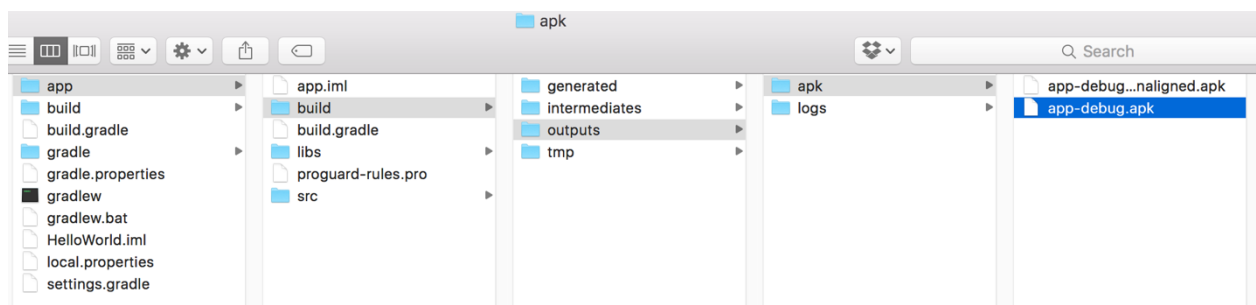 apk
Search
app
build
build.gradle
gradle
gradle.properties
gradlew
gradlew.bat
HelloWorld.iml
local.properties
settings.gradle
app.iml
build
build.gradle
libs
proguard-rules.pro
src
generated
intermediates
outputs
tmp
apk
logs
app-debug...naligned.apk
app-debug.apk